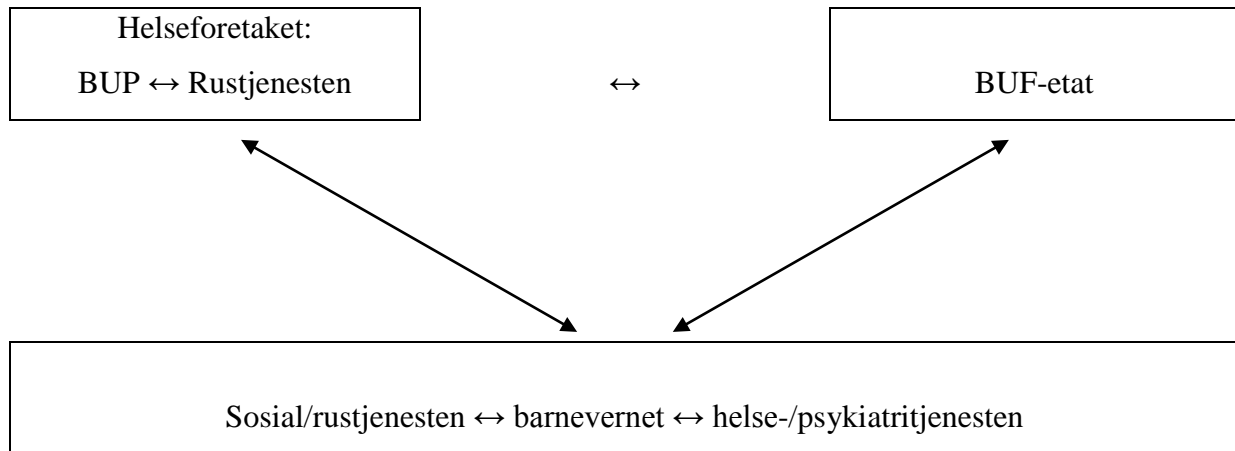 Helseforetaket:
BUP ↔ Rustjenesten
↔
BUF-etat
Sosial/rustjenesten ↔ barnevernet ↔ helse-/psykiatritjenesten